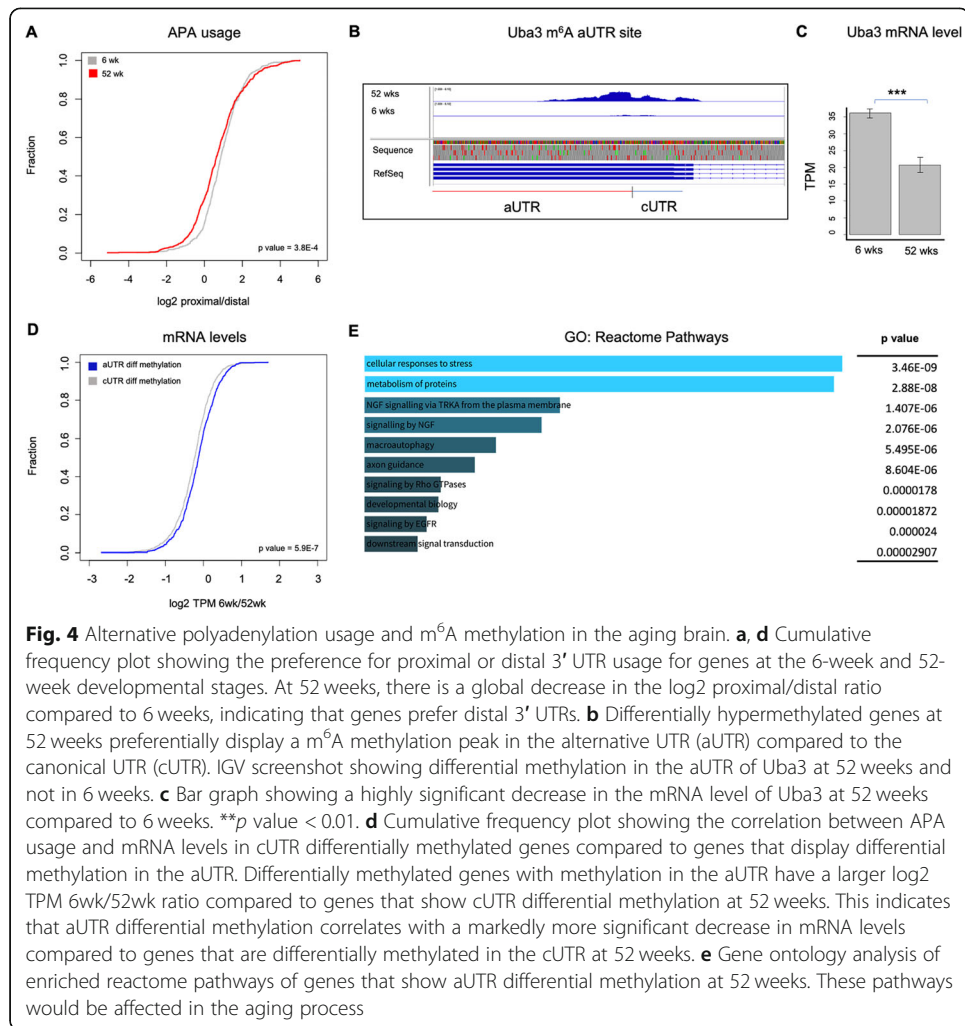 A
APA usage
6 wk
52 wk
Fraction
1.0
0.8
0.6
0.4
0.2
0.0
-6 -4 -2 0 2 4 6
p value = 3.8E-4
log2 proximal/distal
B
Uba3 m⁶A aUTR site
52 wks
6 wks
Sequence
RefSeq
aUTR
cUTR
C
Uba3 mRNA level
***
TPM
35
30
25
20
15
10
5
0
6 wks 52 wks
D
mRNA levels
aUTR diff methylation
cUTR diff methylation
Fraction
1.0
0.8
0.6
0.4
0.2
0.0
-3 -2 -1 0 1 2 3
p value = 5.9E-7
log2 TPM 6wk/52wk
E
GO: Reactome Pathways
p value
cellular responses to stress 3.46E-09
metabolism of proteins 2.88E-08
NGF signalling via TRKA from the plasma membrane 1.407E-06
signalling by NGF 2.076E-06
macroautophagy 5.495E-06
axon guidance 8.604E-06
signaling by Rho GTPases 0.0000178
developmental biology 0.00001872
signaling by EGFR 0.000024
downstream signal transduction 0.00002907
Fig. 4 Alternative polyadenylation usage and m⁶A methylation in the aging brain. a, d Cumulative
frequency plot showing the preference for proximal or distal 3′ UTR usage for genes at the 6-week and 52-
week developmental stages. At 52 weeks, there is a global decrease in the log2 proximal/distal ratio
compared to 6 weeks, indicating that genes prefer distal 3′ UTRs. b Differentially hypermethylated genes at
52 weeks preferentially display a m⁶A methylation peak in the alternative UTR (aUTR) compared to the
canonical UTR (cUTR). IGV screenshot showing differential methylation in the aUTR of Uba3 at 52 weeks and
not in 6 weeks. c Bar graph showing a highly significant decrease in the mRNA level of Uba3 at 52 weeks
compared to 6 weeks. **p value < 0.01. d Cumulative frequency plot showing the correlation between APA
usage and mRNA levels in cUTR differentially methylated genes compared to genes that display differential
methylation in the aUTR. Differentially methylated genes with methylation in the aUTR have a larger log2
TPM 6wk/52wk ratio compared to genes that show cUTR differential methylation at 52 weeks. This indicates
that aUTR differential methylation correlates with a markedly more significant decrease in mRNA levels
compared to genes that are differentially methylated in the cUTR at 52 weeks. e Gene ontology analysis of
enriched reactome pathways of genes that show aUTR differential methylation at 52 weeks. These pathways
would be affected in the aging process